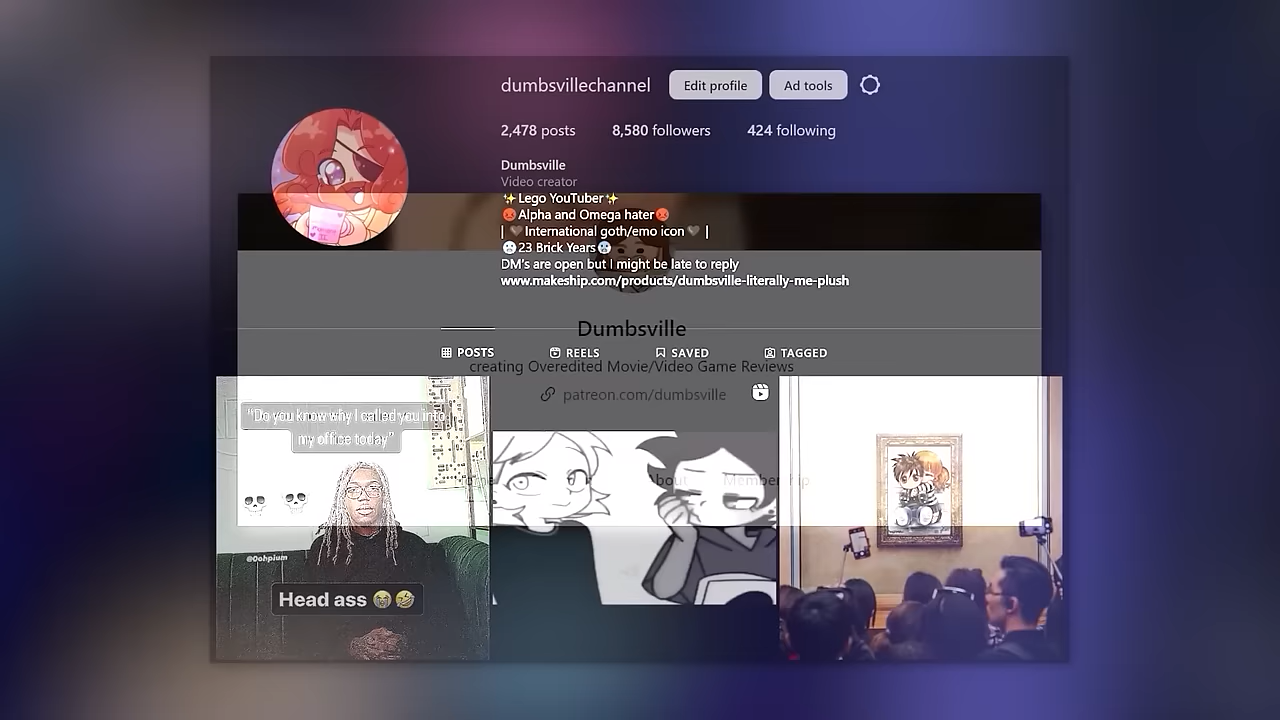 dumbsvillechannel Edit profile Ad tools
2,478 posts 8,580 followers 424 following
Dumbsville
Video creator
✨Lego YouTuber✨
😡Alpha and Omega hater😡
| 🖤International goth/emo icon🖤 |
23 Brick Years
DM's are open but I might be late to reply
www.makeship.com/products/dumbsville-literally-me-plush
Dumbsville
POSTS REELS SAVED TAGGED
creating Overedited Movie/Video Game Reviews
patreon.com/dumbsville
"Do you know why I called you into
my office today"
About Membership
@Oohpium
Head ass 😭🤣